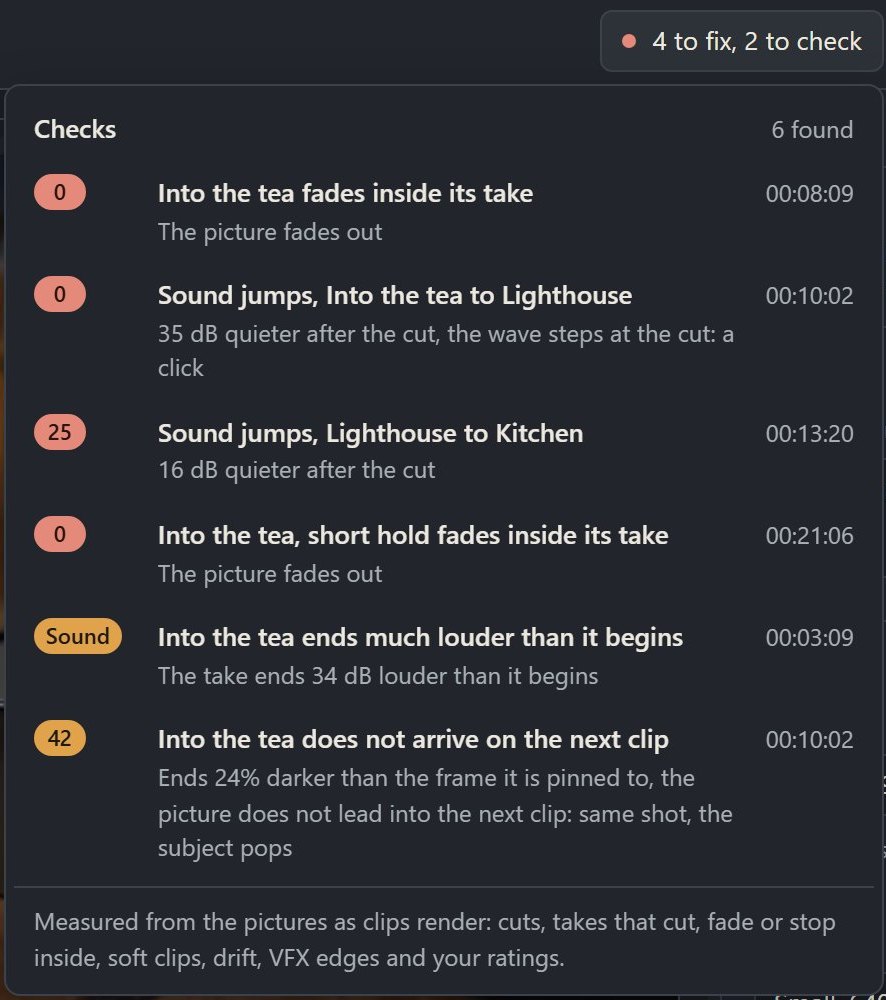 4 to fix, 2 to check
Checks
6 found
0
Into the tea fades inside its take
00:08:09
The picture fades out
0
Sound jumps, Into the tea to Lighthouse
00:10:02
35 dB quieter after the cut, the wave steps at the cut: a
click
25
Sound jumps, Lighthouse to Kitchen
00:13:20
16 dB quieter after the cut
0
Into the tea, short hold fades inside its take
00:21:06
The picture fades out
Sound
Into the tea ends much louder than it begins
00:03:09
The take ends 34 dB louder than it begins
42
Into the tea does not arrive on the next clip
00:10:02
Ends 24% darker than the frame it is pinned to, the
picture does not lead into the next clip: same shot, the
subject pops
Measured from the pictures as clips render: cuts, takes that cut, fade or stop
inside, soft clips, drift, VFX edges and your ratings.